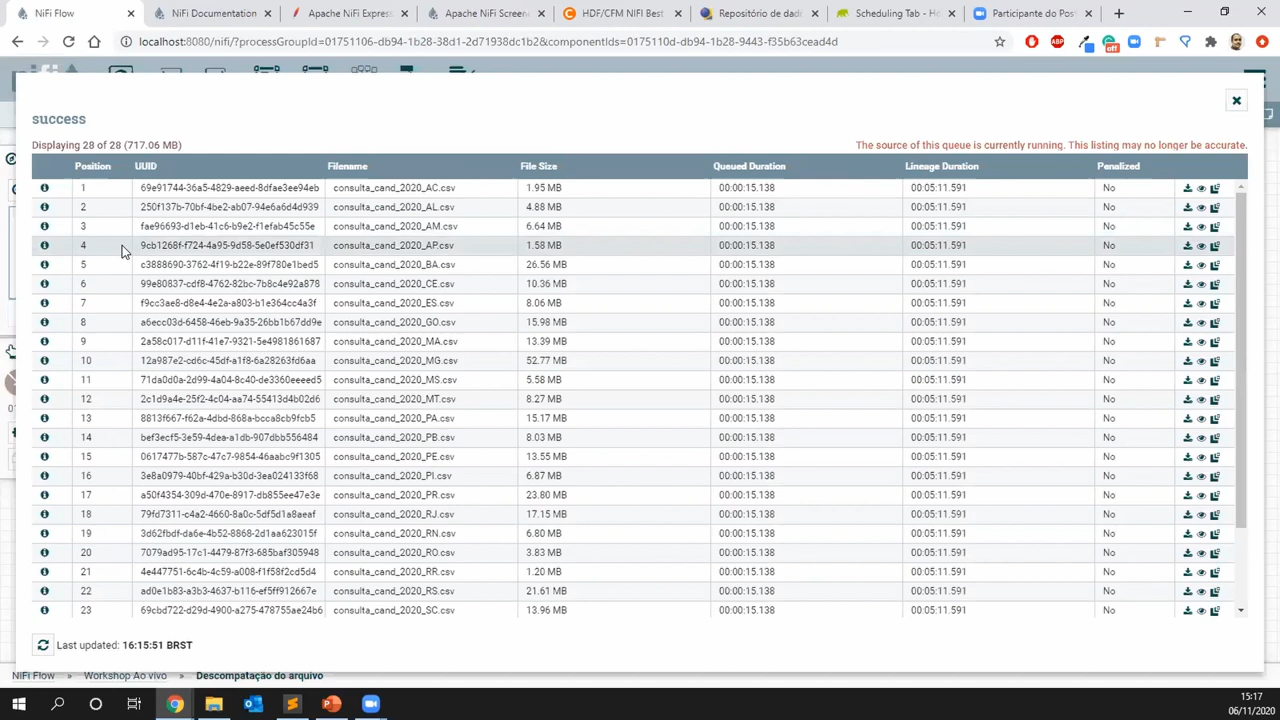 NiFi Flow
NiFi Documentation
Apache NiFi Expres
Apache NiFi Screen
HDF/CFM NIFI Best
Repositório de dad
Scheduling Tab - Ho
Participante do Post
localhost:8080/nifi/?processGroupId=01751106-db94-1b28-38d1-2d71938dc1b2&componentIds=0175110d-db94-1b28-9443-f35b63cead4d
ABP
off
success
Displaying 28 of 28 (717.06 MB)
The source of this queue is currently running. This listing may no longer be accurate.
Position UUID Filename File Size Queued Duration Lineage Duration Penalized
1 69e91744-36a5-4829-aeed-8dfae3ee94eb consulta_cand_2020_AC.csv 1.95 MB 00:00:15.138 00:05:11.591 No
2 250f137b-70bf-4be2-ab07-94e6a6d4d939 consulta_cand_2020_AL.csv 4.88 MB 00:00:15.138 00:05:11.591 No
3 fae96693-d1eb-41c6-b9e2-f1efab45c55e consulta_cand_2020_AM.csv 6.64 MB 00:00:15.138 00:05:11.591 No
4 9cb1268f-f724-4a95-9d58-5e0ef530df31 consulta_cand_2020_AP.csv 1.58 MB 00:00:15.138 00:05:11.591 No
5 c3888690-3762-4f19-b22e-89f780e1bed5 consulta_cand_2020_BA.csv 26.56 MB 00:00:15.138 00:05:11.591 No
6 99e80837-cdf8-4762-82bc-7b8c4e92a878 consulta_cand_2020_CE.csv 10.36 MB 00:00:15.138 00:05:11.591 No
7 f9cc3ae8-d8e4-4e2a-a803-b1e364cc4a3f consulta_cand_2020_ES.csv 8.06 MB 00:00:15.138 00:05:11.591 No
8 a6ecc03d-6458-46eb-9a35-26bb1b67dd9e consulta_cand_2020_GO.csv 15.98 MB 00:00:15.138 00:05:11.591 No
9 2a58c017-d11f-41e7-9321-5e4981861687 consulta_cand_2020_MA.csv 13.39 MB 00:00:15.138 00:05:11.591 No
10 12a987e2-cd6c-45df-a1f8-6a28263fd6aa consulta_cand_2020_MG.csv 52.77 MB 00:00:15.138 00:05:11.591 No
11 71da0d0a-2d99-4a04-8c40-de3360eeeed5 consulta_cand_2020_MS.csv 5.58 MB 00:00:15.138 00:05:11.591 No
12 2c1d9a4e-25f2-4c04-aa74-55413d4b02d6 consulta_cand_2020_MT.csv 8.27 MB 00:00:15.138 00:05:11.591 No
13 8813f667-f62a-4dbd-868a-bcca8cb9fcb5 consulta_cand_2020_PA.csv 15.17 MB 00:00:15.138 00:05:11.591 No
14 bef3ecf5-3e59-4dea-a1db-907dbb556484 consulta_cand_2020_PB.csv 8.03 MB 00:00:15.138 00:05:11.591 No
15 0617477b-587c-47c7-9854-46aabc9f1305 consulta_cand_2020_PE.csv 13.55 MB 00:00:15.138 00:05:11.591 No
16 3e8a0979-40bf-429a-b30d-3ea024133f68 consulta_cand_2020_PI.csv 6.87 MB 00:00:15.138 00:05:11.591 No
17 a50f4354-309d-470e-8917-db855ee47e3e consulta_cand_2020_PR.csv 23.80 MB 00:00:15.138 00:05:11.591 No
18 79fd7311-c4a2-4660-8a0c-5df5d1a8aeaf consulta_cand_2020_RJ.csv 17.15 MB 00:00:15.138 00:05:11.591 No
19 3d62fbdf-da6e-4b52-8868-2d1aa623015f consulta_cand_2020_RN.csv 6.80 MB 00:00:15.138 00:05:11.591 No
20 7079ad95-17c1-4479-87f3-685baf305948 consulta_cand_2020_RO.csv 3.83 MB 00:00:15.138 00:05:11.591 No
21 4e447751-6c4b-4c59-a008-f1f58f2cd5d4 consulta_cand_2020_RR.csv 1.20 MB 00:00:15.138 00:05:11.591 No
22 ad0e1b83-a3b3-4637-b116-ef5ff912667e consulta_cand_2020_RS.csv 21.61 MB 00:00:15.138 00:05:11.591 No
23 69cbd722-d29d-4900-a275-478755ae24b6 consulta_cand_2020_SC.csv 13.96 MB 00:00:15.138 00:05:11.591 No
Last updated: 16:15:51 BRST
NiFi Flow » Workshop Ao vivo » Descompatação do arquivo
15:17
06/11/2020